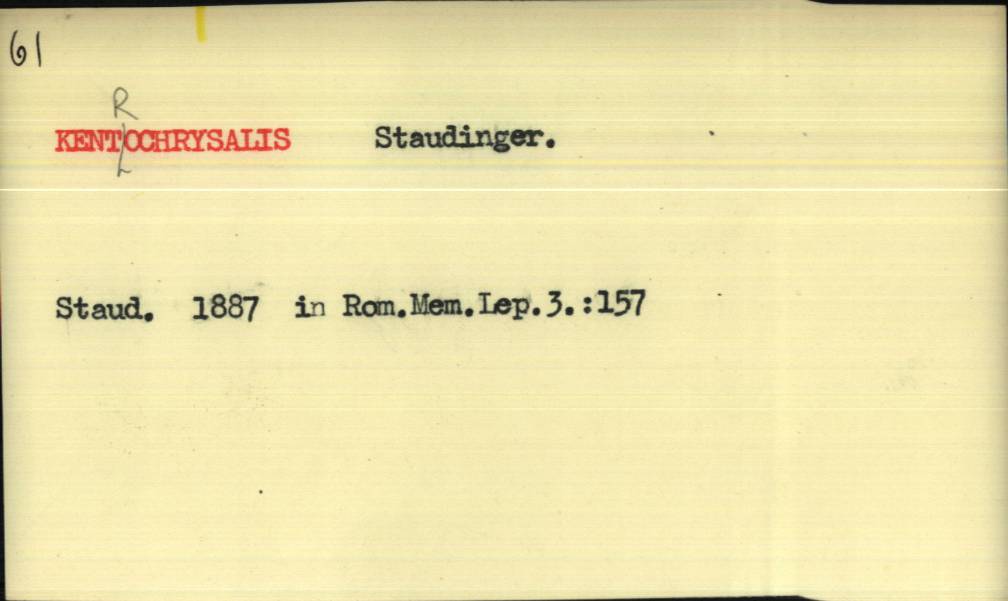 61
R
KENTOCHRYSALIS Staudinger.
Staud. 1887 in Rom.Mem.Lep.3.:157